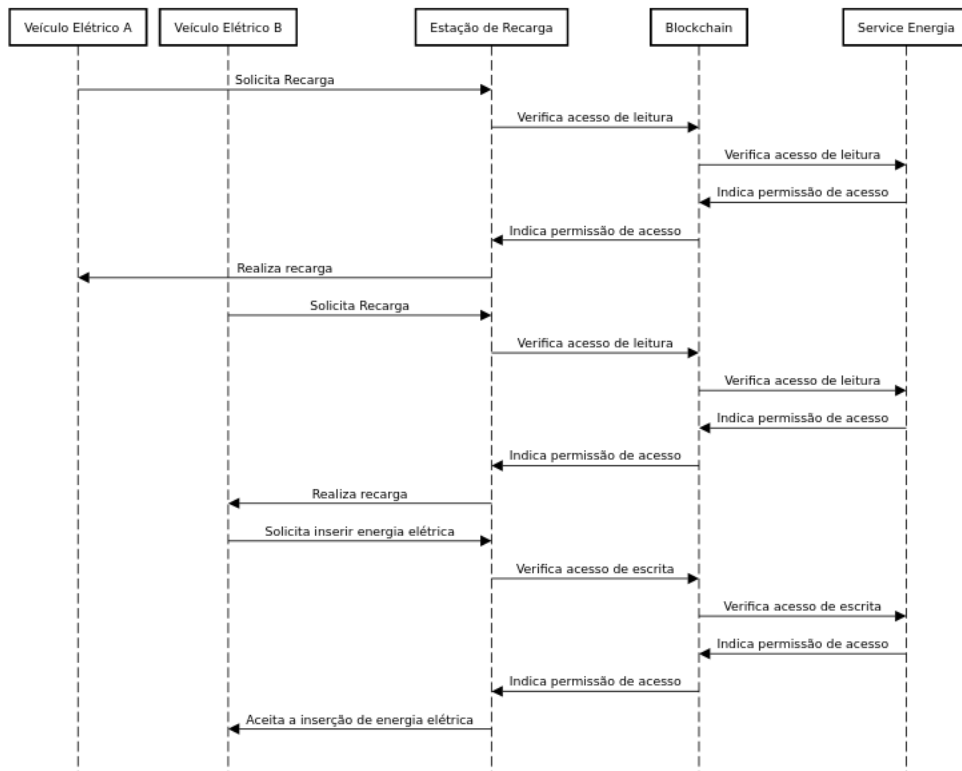 Veículo Elétrico A
Veículo Elétrico B
Estação de Recarga
Blockchain
Service Energia
Solicita Recarga
Verifica acesso de leitura
Verifica acesso de leitura
Indica permissão de acesso
Indica permissão de acesso
Realiza recarga
Solicita Recarga
Verifica acesso de leitura
Verifica acesso de leitura
Indica permissão de acesso
Indica permissão de acesso
Realiza recarga
Solicita inserir energia elétrica
Verifica acesso de escrita
Verifica acesso de escrita
Indica permissão de acesso
Indica permissão de acesso
Aceita a inserção de energia elétrica